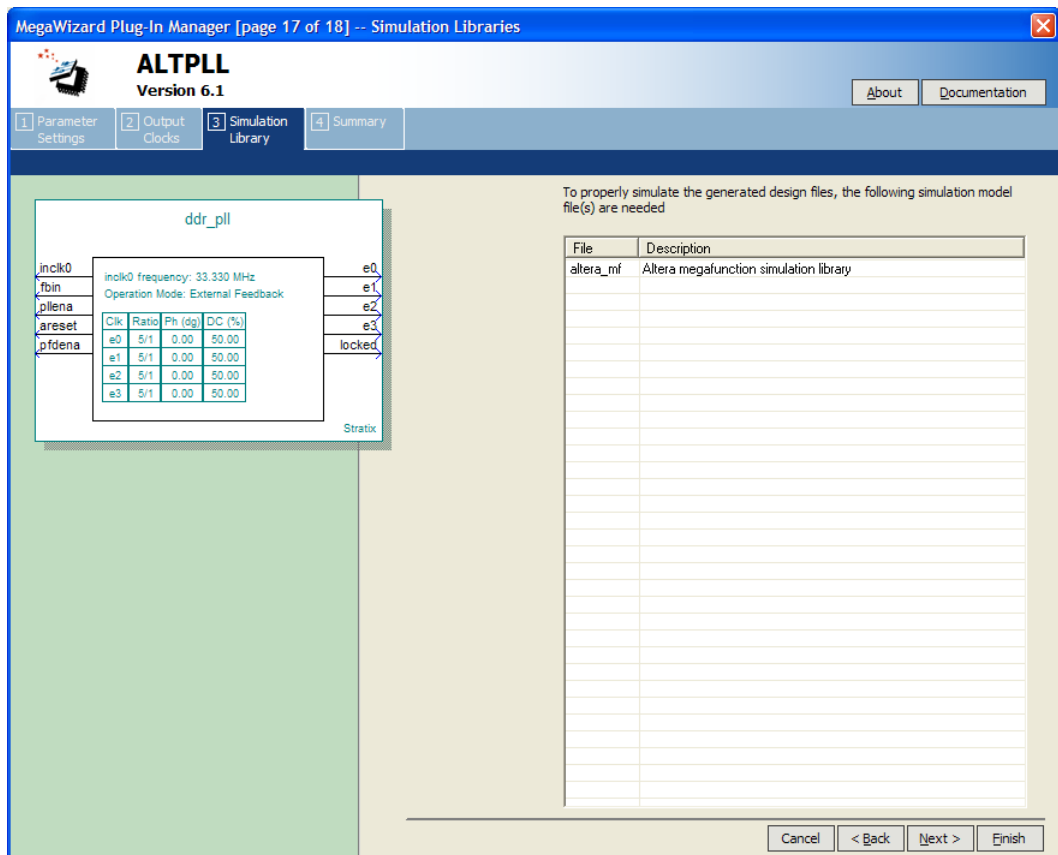 MegaWizard Plug-In Manager [page 17 of 18] -- Simulation Libraries
ALTPLL
Version 6.1
About
Documentation
1 Parameter Settings
2 Output Clocks
3 Simulation Library
4 Summary
To properly simulate the generated design files, the following simulation model
file(s) are needed
ddr_pll
inclk0
fbin
pllena
areset
pfdena
inclk0 frequency: 33.330 MHz
Operation Mode: External Feedback
Clk Ratio Ph (dg) DC (%)
e0 5/1 0.00 50.00
e1 5/1 0.00 50.00
e2 5/1 0.00 50.00
e3 5/1 0.00 50.00
e0
e1
e2
e3
locked
Stratix
File Description
altera_mf Altera megafunction simulation library
Cancel
< Back
Next >
Finish